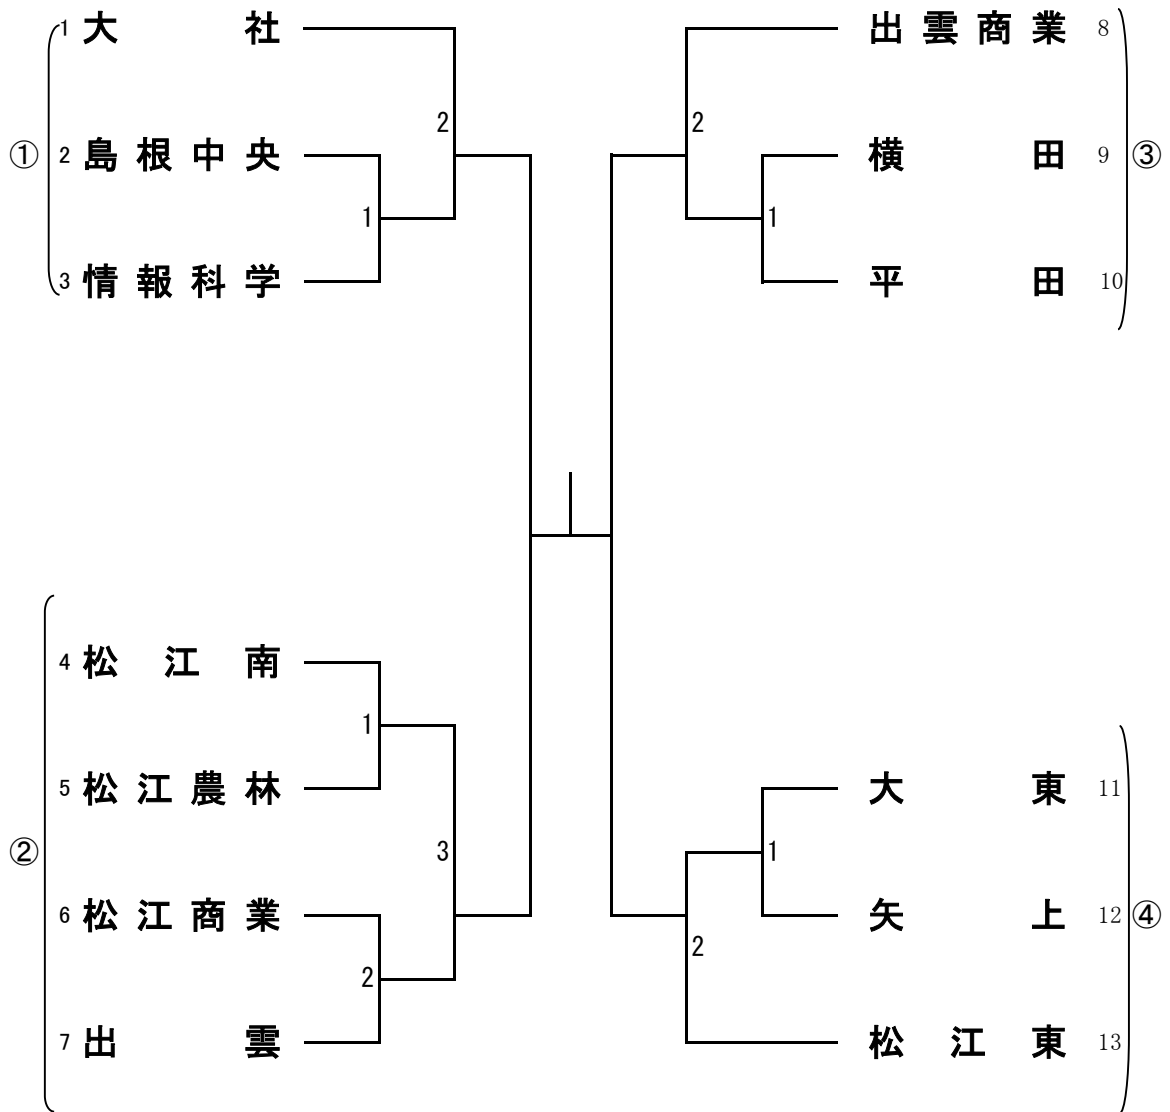 1 大社
2
① 2 島根中央
1
3 情報科学
4 松江南
1
5 松江農林
② 3
6 松江商業
2
7 出雲
出雲商業 8
2
横田 9 ③
1
平田 10
大東 11
1
矢上 12 ④
2
松江東 13